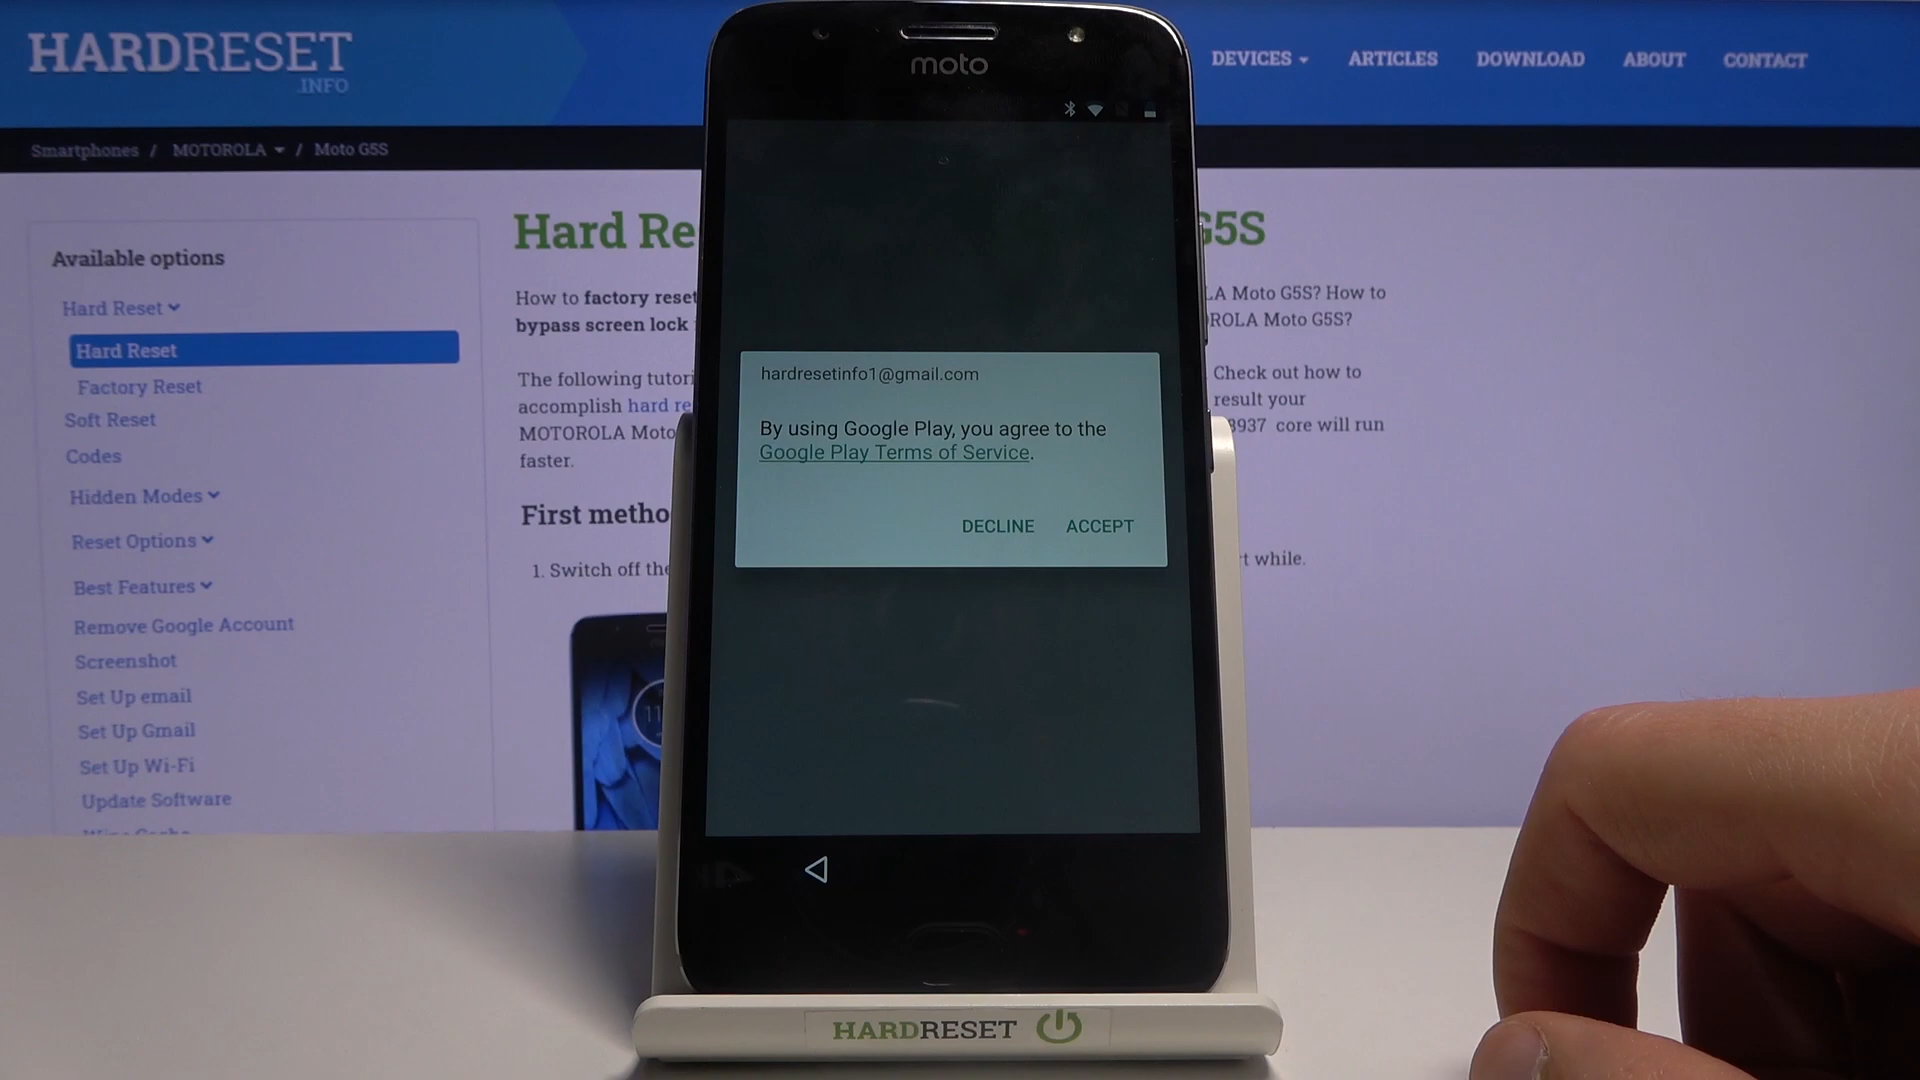 HARDRESET
.INFO
DEVICES
ARTICLES
DOWNLOAD
ABOUT
CONTACT
Smartphones / MOTOROLA / Moto G5S
Available options
Hard Reset
Hard Reset
Factory Reset
Soft Reset
Codes
Hidden Modes
Reset Options
Best Features
Remove Google Account
Screenshot
Set Up email
Set Up Gmail
Set Up Wi-Fi
Update Software
Hard Re
G5S
How to factory reset
bypass screen lock
LA Moto G5S? How to
ROLA Moto G5S?
The following tutori
accomplish hard re
MOTOROLA Moto
faster.
Check out how to
result your
8937 core will run
First metho
1. Switch off the
t while.
11
moto
hardresetinfo1@gmail.com
By using Google Play, you agree to the
Google Play Terms of Service.
DECLINE ACCEPT
HARDRESET